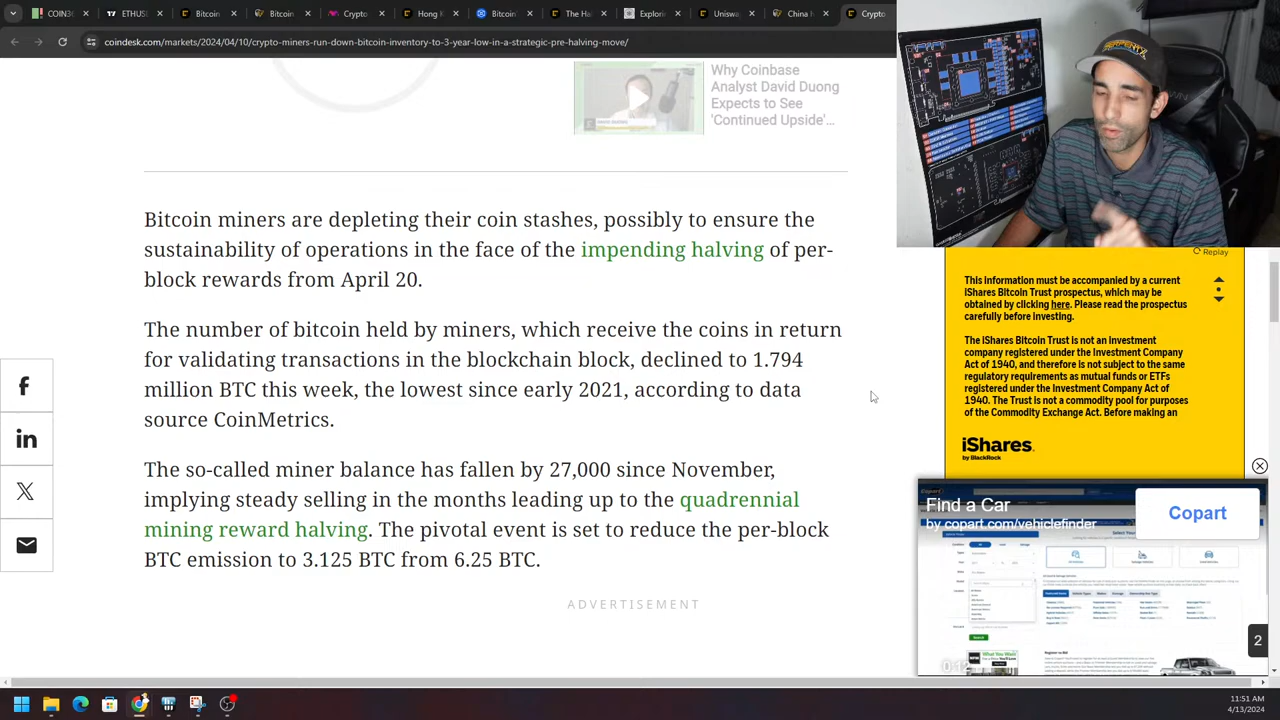 COIN30
ETHUSD
Crypto
Hong
Hong
Exper
Unisw
Crypto
coindesk.com/markets/2024/04/10/crypto-miners-run-down-bitcoin-inventory-to-3-year-low-in-a-strategic-pre-halving-move/
Why Coinbase
Analyst David Duong
Expects to See
'Continued Upside'...
Bitcoin miners are depleting their coin stashes, possibly to ensure the
sustainability of operations in the face of the impending halving of per-
block rewards from April 20.
The number of bitcoin held by miners, which receive the coins in return
for validating transactions in the blockchain block, declined to 1.794
million BTC this week, the lowest since early 2021, according to data
source CoinMetrics.
The so-called miner balance has fallen by 27,000 since November,
implying steady selling in the months leading up to the quadrennial
mining reward halving. The pivotal event is set to reduce the per-block
BTC emission to 3.125 BTC from 6.25 BTC.
Replay
This information must be accompanied by a current
iShares Bitcoin Trust prospectus, which may be
obtained by clicking here. Please read the prospectus
carefully before investing.
The iShares Bitcoin Trust is not an investment
company registered under the Investment Company
Act of 1940, and therefore is not subject to the same
regulatory requirements as mutual funds or ETFs
registered under the Investment Company Act of
1940. The Trust is not a commodity pool for purposes
of the Commodity Exchange Act. Before making an
iShares.
by BlackRock
Find a Car
by copart.com/vehiclefinder
Copart
0:12
2
11:51 AM
4/13/2024